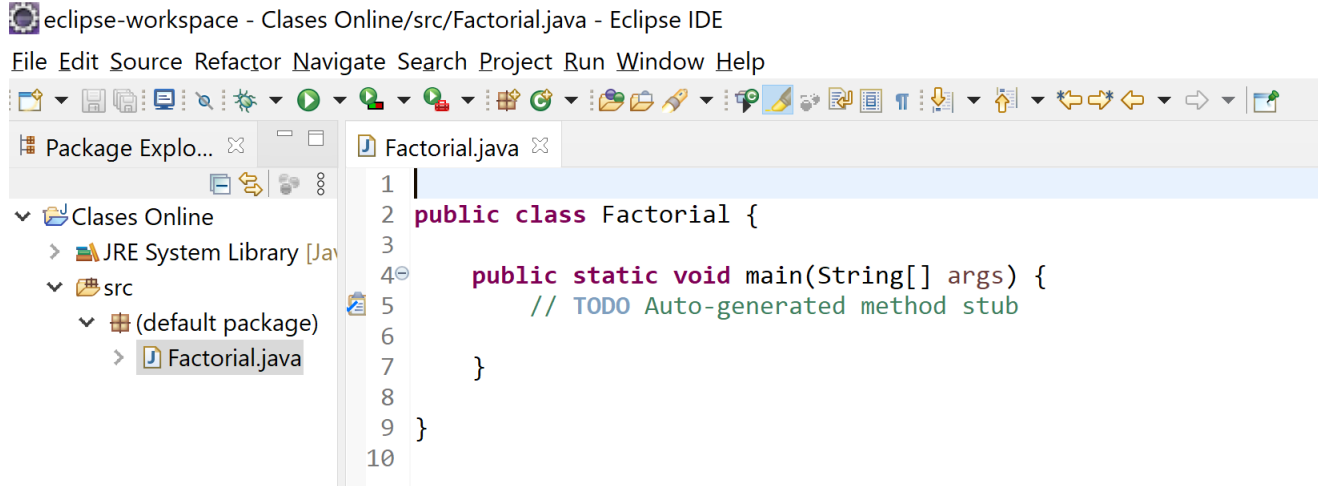 eclipse-workspace - Clases Online/src/Factorial.java - Eclipse IDE
File Edit Source Refactor Navigate Search Project Run Window Help
Package Explo...
Clases Online
JRE System Library [Jav
src
(default package)
Factorial.java
Factorial.java
1
2 public class Factorial {
3
4 public static void main(String[] args) {
5 // TODO Auto-generated method stub
6
7 }
8
9 }
10